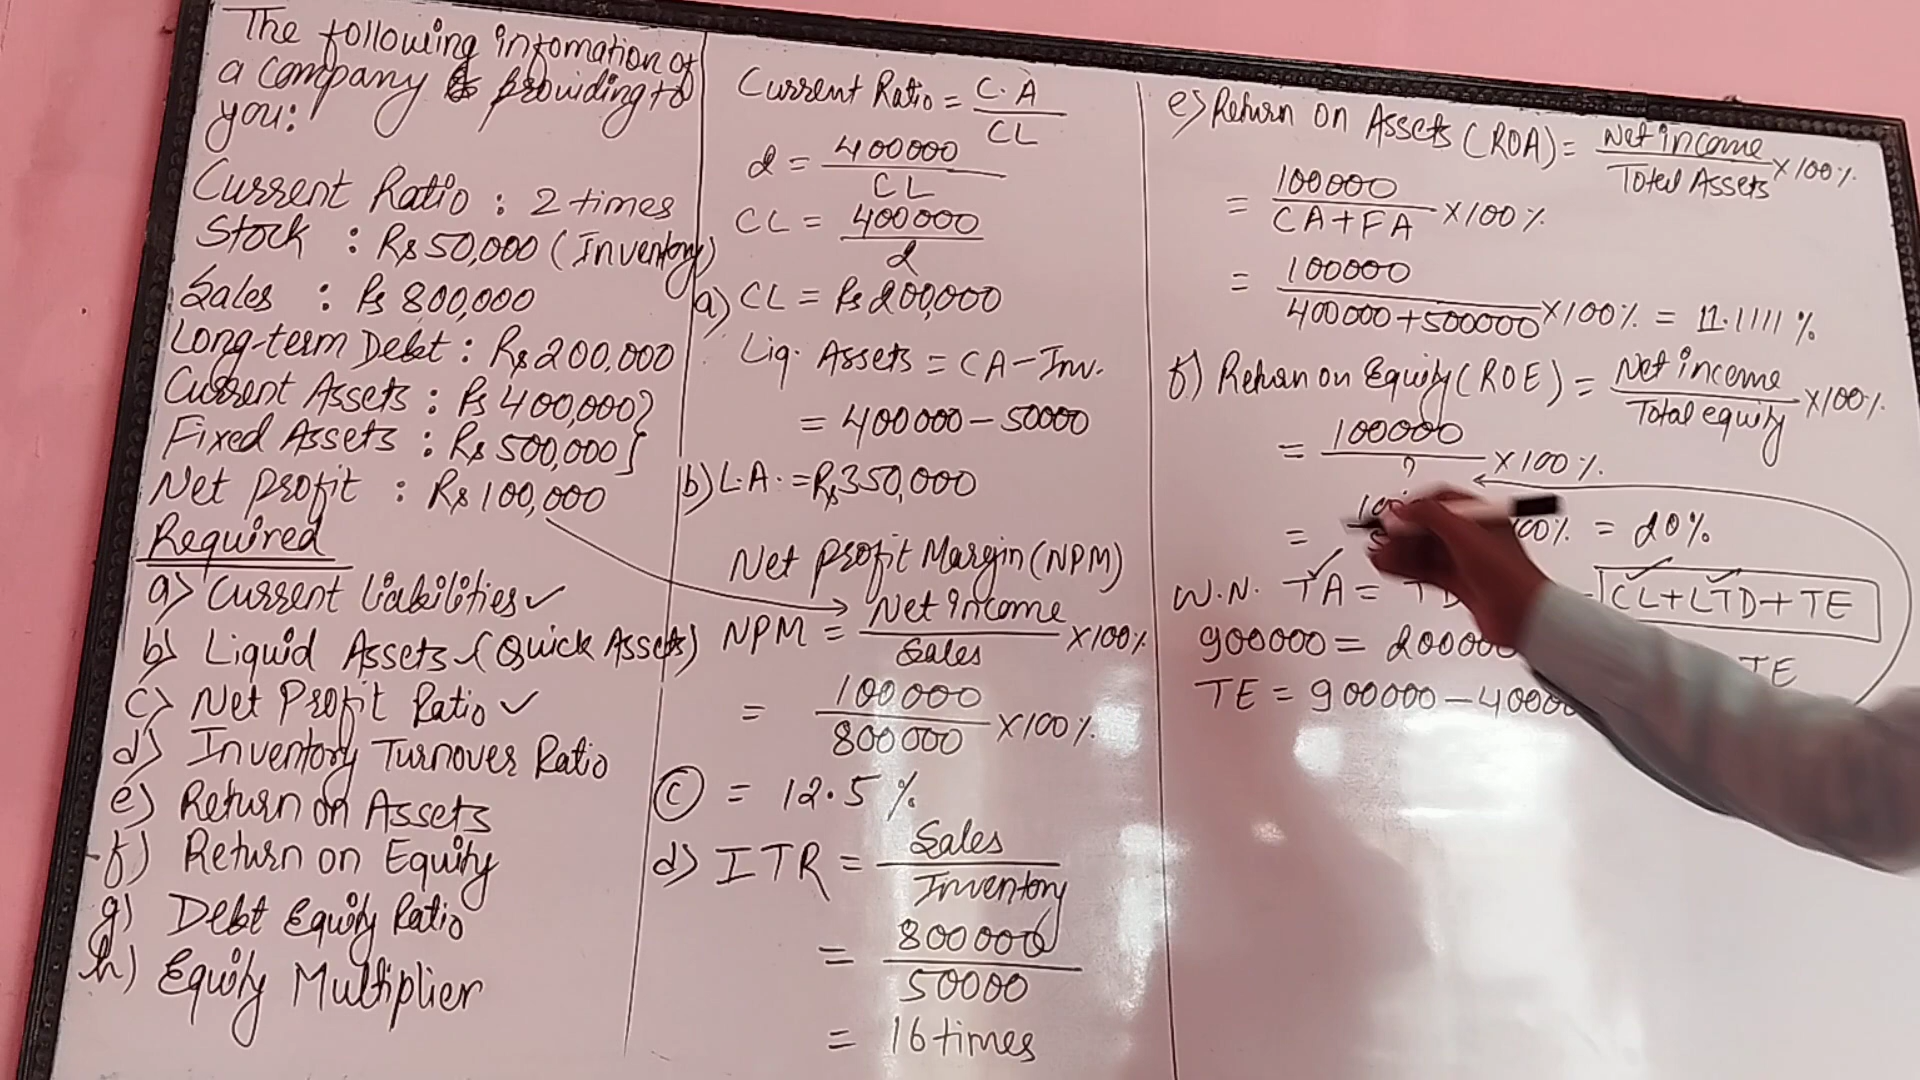 The following infomation of
a company is providing to
you:
Current Ratio : 2 times
Stock : Rs 50,000 (Inventory)
Sales : Rs 800,000
Long-term Debt : Rs 200,000
Current Assets : Rs 400,000}
Fixed Assets : Rs 500,000}
Net profit : Rs 100,000
Required
a) Current Liabilities ✓
b) Liquid Assets ✓ (Quick Assets)
c) Net Profit Ratio ✓
d) Inventory Turnover Ratio
e) Return on Assets
f) Return on Equity
g) Debt Equity Ratio
h) Equity Multiplier
Current Ratio = C.A
CL
2 = 400000
CL
CL = 400000
2
a) CL = Rs 200,000
Liq. Assets = CA - Inv.
= 400000 - 50000
b) L.A. = Rs 350,000
Net Profit Margin (NPM)
NPM = Net income × 100%
Sales
= 100000 × 100%
800000
c = 12.5 %
d) ITR = Sales
Inventory
= 800000
50000
= 16 times
e) Return on Assets (ROA) = Net income × 100%
Total Assets
= 100000 × 100%
CA + FA
= 100000 × 100% = 11.1111 %
400000 + 500000
f) Return on Equity (ROE) = Net income × 100%
Total equity
= 100000 × 100%
?
= 00% = 20%
W.N. TA = CL + LTD + TE
900000 = TE
TE = 900000 -